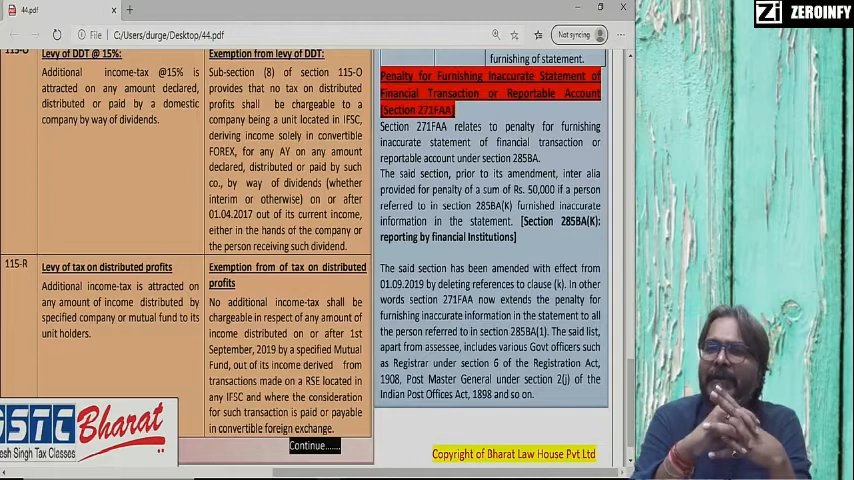 44.pdf
File
C:/Users/durge/Desktop/44.pdf
Not syncing
ZEROINFY
115-O
Levy of DDT @ 15%:
Additional income-tax @15% is
attracted on any amount declared,
distributed or paid by a domestic
company by way of dividends.
Exemption from levy of DDT:
Sub-section (8) of section 115-O
provides that no tax on distributed
profits shall be chargeable to a
company being a unit located in IFSC,
deriving income solely in convertible
FOREX, for any AY on any amount
declared, distributed or paid by such
co., by way of dividends (whether
interim or otherwise) on or after
01.04.2017 out of its current income,
either in the hands of the company or
the person receiving such dividend.
115-R
Levy of tax on distributed profits
Additional income-tax is attracted on
any amount of income distributed by
specified company or mutual fund to its
unit holders.
Exemption from of tax on distributed
profits
No additional income-tax shall be
chargeable in respect of any amount of
income distributed on or after 1st
September, 2019 by a specified Mutual
Fund, out of its income derived from
transactions made on a RSE located in
any IFSC and where the consideration
for such transaction is paid or payable
in convertible foreign exchange.
Continue.......
furnishing of statement.
Penalty for Furnishing Inaccurate Statement of
Financial Transaction or Reportable Account
[Section 271FAA]
Section 271FAA relates to penalty for furnishing
inaccurate statement of financial transaction or
reportable account under section 285BA.
The said section, prior to its amendment, inter alia
provided for penalty of a sum of Rs. 50,000 if a person
referred to in section 285BA(K) furnished inaccurate
information in the statement. [Section 285BA(K):
reporting by financial Institutions]
The said section has been amended with effect from
01.09.2019 by deleting references to clause (k). In other
words section 271FAA now extends the penalty for
furnishing inaccurate information in the statement to all
the person referred to in section 285BA(1). The said list,
apart from assessee, includes various Govt officers such
as Registrar under section 6 of the Registration Act,
1908, Post Master General under section 2(j) of the
Indian Post Offices Act, 1898 and so on.
Copyright of Bharat Law House Pvt Ltd
GSTC Bharat
esh Singh Tax Classes